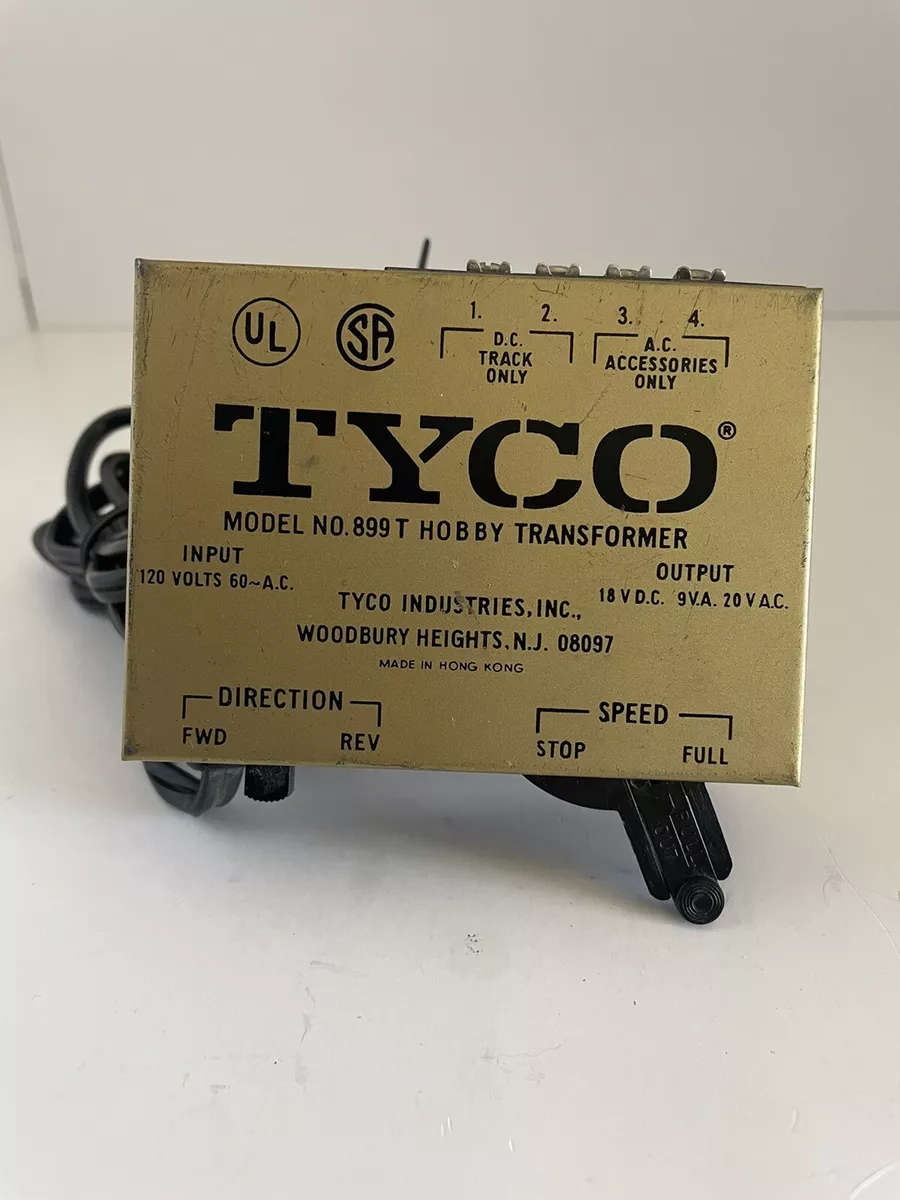 UL
SA
1. 2. 3. 4.
D.C.
TRACK
ONLY
A.C.
ACCESSORIES
ONLY
TYCO®
MODEL NO. 899 T HOBBY TRANSFORMER
INPUT
120 VOLTS 60~A.C.
OUTPUT
18 V D.C. 9V.A. 20 V A.C.
TYCO INDUSTRIES, INC.,
WOODBURY HEIGHTS, N.J. 08097
MADE IN HONG KONG
DIRECTION
FWD REV
SPEED
STOP FULL
PULL
OUT